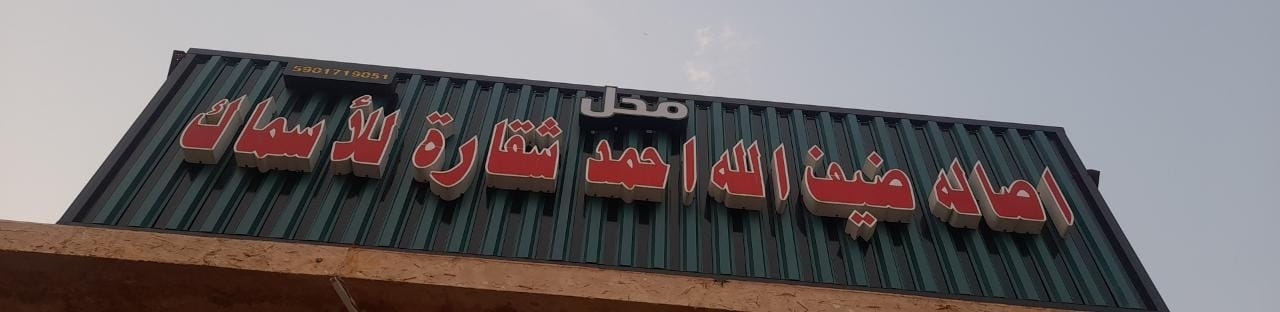 محل
اصاله ضيف الله احمد شقارة للأسماك
5901719051